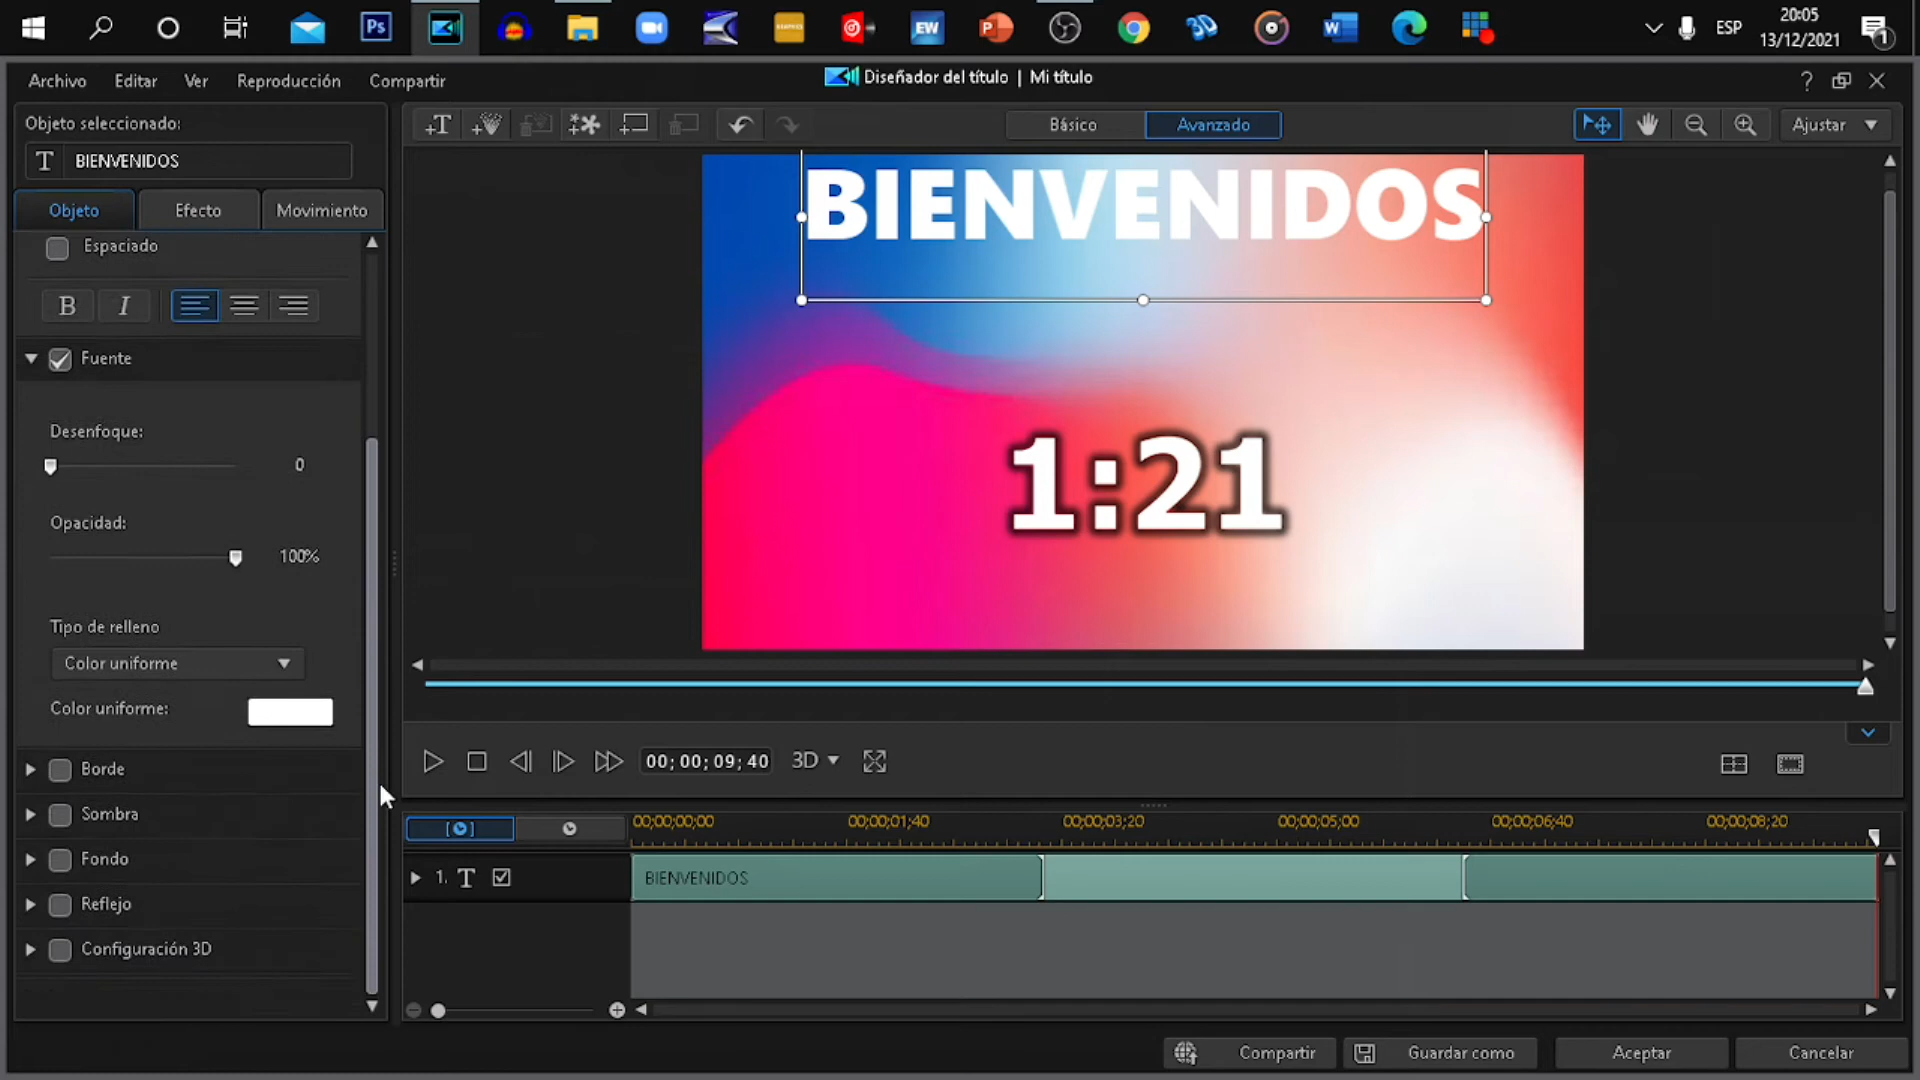 Ps
EW
ESP
20:05
13/12/2021
1
Archivo Editar Ver Reproducción Compartir
Diseñador del título | Mi título
?
Objeto seleccionado:
T BIENVENIDOS
Objeto Efecto Movimiento
+T
Básico Avanzado
Ajustar
Espaciado
B I
Fuente
Desenfoque:
0
Opacidad:
100%
Tipo de relleno
Color uniforme
Color uniforme:
Borde
Sombra
Fondo
Reflejo
Configuración 3D
BIENVENIDOS
1:21
00; 00; 09; 40 3D
00;00;00;00 00;00;01;40 00;00;03;20 00;00;05;00 00;00;06;40 00;00;08;20
1. T BIENVENIDOS
Compartir Guardar como Aceptar Cancelar